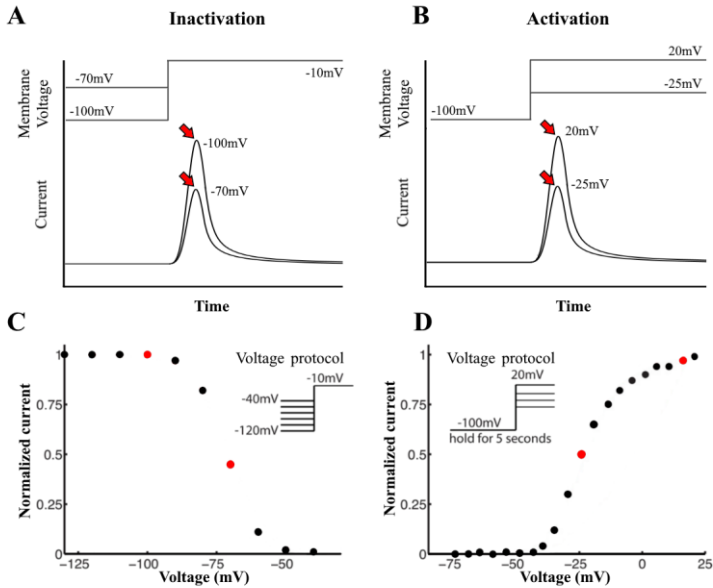 A
Inactivation
B
Activation
Membrane
Voltage
-70mV
-100mV
-10mV
-100mV
20mV
-25mV
Current
-100mV
-70mV
20mV
-25mV
Time
Time
C
D
Normalized current
1
0.75
0.5
0.25
0
-125
-100
-75
-50
Voltage (mV)
Voltage protocol
-10mV
-40mV
-120mV
Normalized current
1
0.75
0.5
0.25
0
-75
-50
-25
0
25
Voltage (mV)
Voltage protocol
20mV
-100mV
hold for 5 seconds
Membrane
Voltage
Current